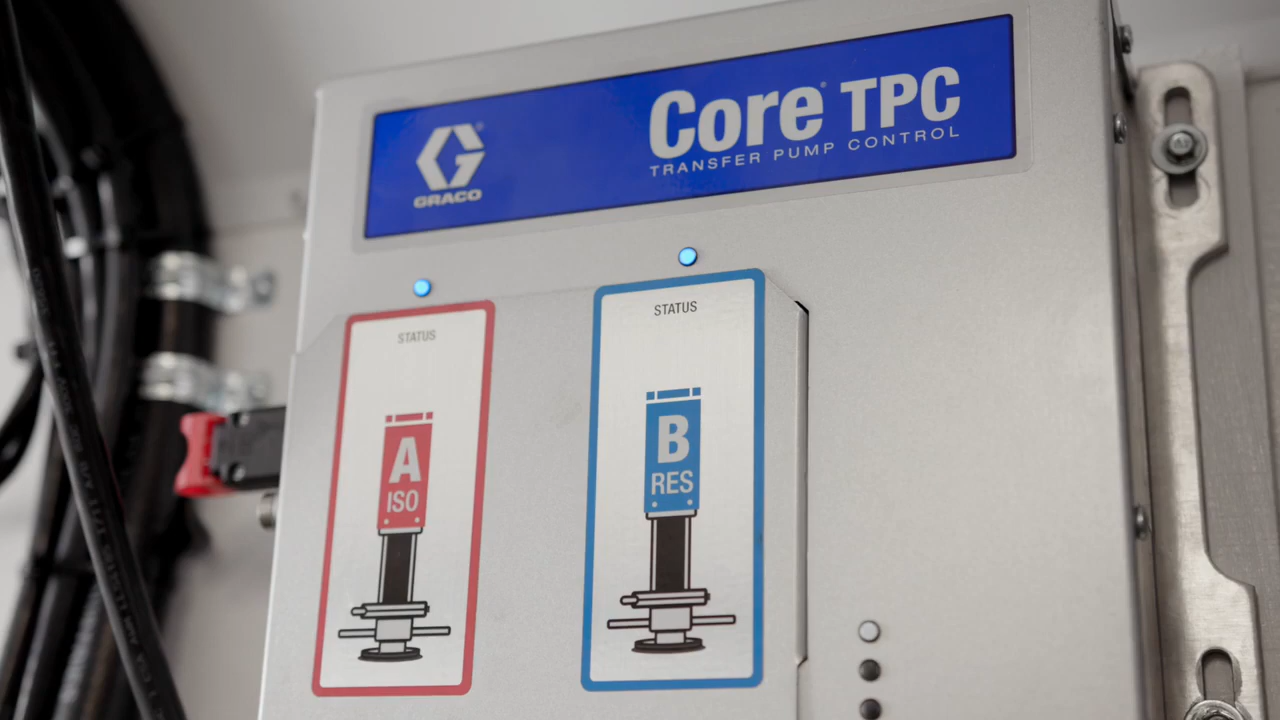 GRACO
Core® TPC
TRANSFER PUMP CONTROL
STATUS
A
ISO
STATUS
B
RES